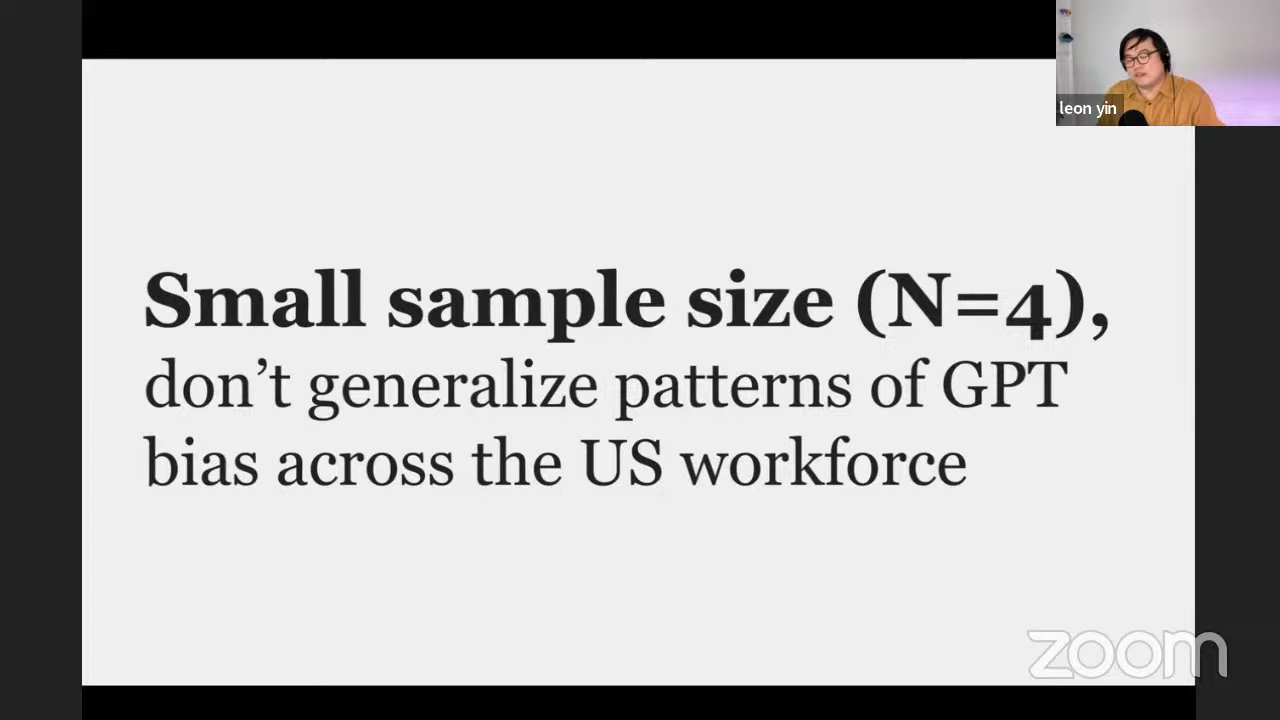 leon yin
Small sample size (N=4),
don’t generalize patterns of GPT
bias across the US workforce
zoom